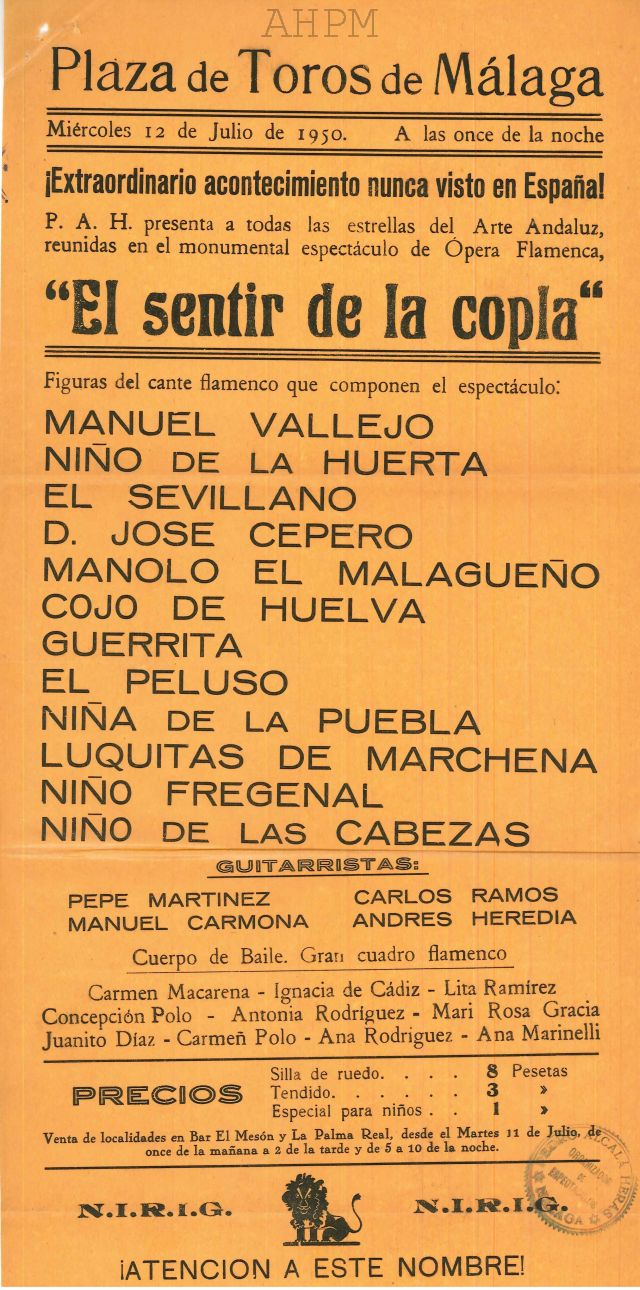 AHPM
Plaza de Toros de Málaga
Miércoles 12 de Julio de 1950. A las once de la noche
¡Extraordinario acontecimiento nunca visto en España!
P. A. H. presenta a todas las estrellas del Arte Andaluz,
reunidas en el monumental espectáculo de Ópera Flamenca,
“El sentir de la copla“
Figuras del cante flamenco que componen el espectáculo:
MANUEL VALLEJO
NIÑO DE LA HUERTA
EL SEVILLANO
D. JOSE CEPERO
MANOLO EL MALAGUEÑO
COJO DE HUELVA
GUERRITA
EL PELUSO
NIÑA DE LA PUEBLA
LUQUITAS DE MARCHENA
NIÑO FREGENAL
NIÑO DE LAS CABEZAS
GUITARRISTAS:
PEPE MARTINEZ CARLOS RAMOS
MANUEL CARMONA ANDRES HEREDIA
Cuerpo de Baile. Gran cuadro flamenco
Carmen Macarena - Ignacia de Cádiz - Lita Ramírez
Concepción Polo - Antonia Rodríguez - Mari Rosa Gracia
Juanito Díaz - Carmeñ Polo - Ana Rodriguez - Ana Marinelli
PRECIOS
Silla de ruedo. . . . 8 Pesetas
Tendido. . . . . . . 3 »
Especial para niños . . 1 »
Venta de localidades en Bar El Mesón y La Palma Real, desde el Martes 11 de Julio, de
once de la mañana a 2 de la tarde y de 5 a 10 de la noche.
ALCALA HERAS
ORGANIZADOR
DE
MALAGA
N.I.R.I.G. N.I.R.I.G.
¡ATENCION A ESTE NOMBRE!